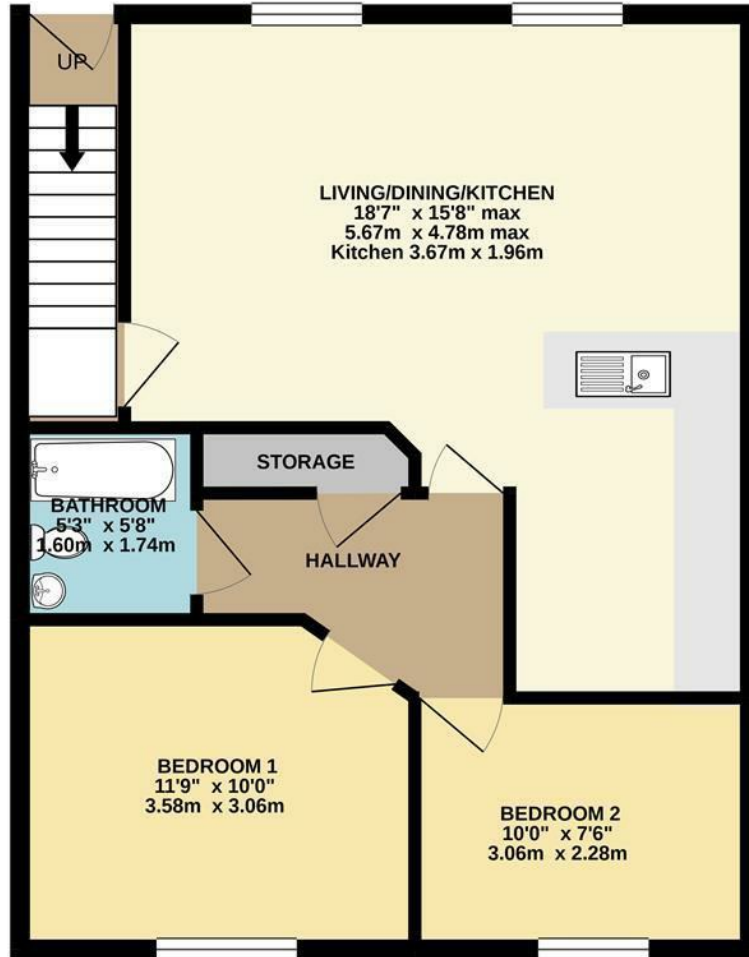 UP
LIVING/DINING/KITCHEN
18'7" x 15'8" max
5.67m x 4.78m max
Kitchen 3.67m x 1.96m
STORAGE
BATHROOM
5'3" x 5'8"
1.60m x 1.74m
HALLWAY
BEDROOM 1
11'9" x 10'0"
3.58m x 3.06m
BEDROOM 2
10'0" x 7'6"
3.06m x 2.28m